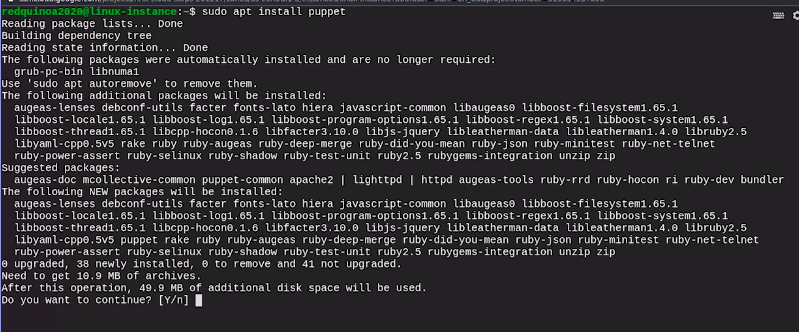 redquinoa2020@linux-instance:~$ sudo apt install puppet
Reading package lists... Done
Building dependency tree
Reading state information... Done
The following packages were automatically installed and are no longer required:
  grub-pc-bin libnuma1
Use 'sudo apt autoremove' to remove them.
The following additional packages will be installed:
  augeas-lenses debconf-utils facter fonts-lato hiera javascript-common libaugeas0 libboost-filesystem1.65.1
  libboost-locale1.65.1 libboost-log1.65.1 libboost-program-options1.65.1 libboost-regex1.65.1 libboost-system1.65.1
  libboost-thread1.65.1 libcpp-hocon0.1.6 libfacter3.10.0 libjs-jquery libleatherman-data libleatherman1.4.0 libruby2.5
  libyaml-cpp0.5v5 rake ruby ruby-augeas ruby-deep-merge ruby-did-you-mean ruby-json ruby-minitest ruby-net-telnet
  ruby-power-assert ruby-selinux ruby-shadow ruby-test-unit ruby2.5 rubygems-integration unzip zip
Suggested packages:
  augeas-doc mcollective-common puppet-common apache2 | lighttpd | httpd augeas-tools ruby-rrd ruby-hocon ri ruby-dev bundler
The following NEW packages will be installed:
  augeas-lenses debconf-utils facter fonts-lato hiera javascript-common libaugeas0 libboost-filesystem1.65.1
  libboost-locale1.65.1 libboost-log1.65.1 libboost-program-options1.65.1 libboost-regex1.65.1 libboost-system1.65.1
  libboost-thread1.65.1 libcpp-hocon0.1.6 libfacter3.10.0 libjs-jquery libleatherman-data libleatherman1.4.0 libruby2.5
  libyaml-cpp0.5v5 puppet rake ruby ruby-augeas ruby-deep-merge ruby-did-you-mean ruby-json ruby-minitest ruby-net-telnet
  ruby-power-assert ruby-selinux ruby-shadow ruby-test-unit ruby2.5 rubygems-integration unzip zip
0 upgraded, 38 newly installed, 0 to remove and 41 not upgraded.
Need to get 10.9 MB of archives.
After this operation, 49.9 MB of additional disk space will be used.
Do you want to continue? [Y/n]